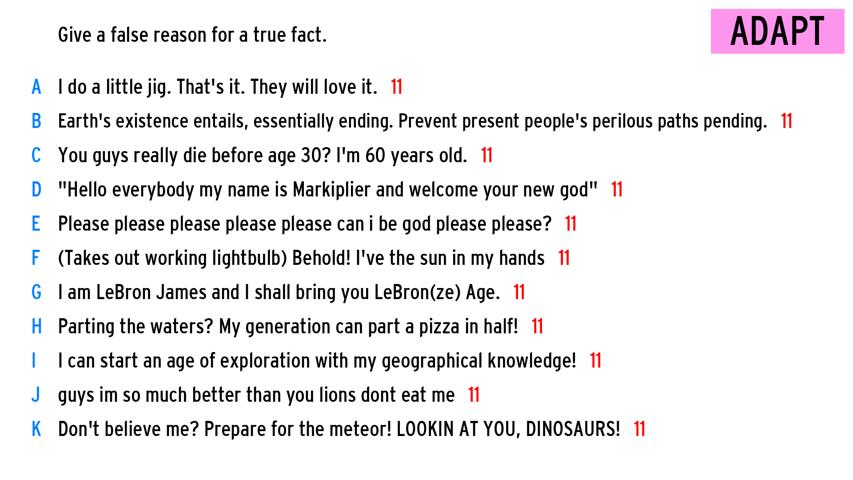 Give a false reason for a true fact.
ADAPT
A I do a little jig. That's it. They will love it. 11
B Earth's existence entails, essentially ending. Prevent present people's perilous paths pending. 11
C You guys really die before age 30? I'm 60 years old. 11
D "Hello everybody my name is Markiplier and welcome your new god" 11
E Please please please please please can i be god please please? 11
F (Takes out working lightbulb) Behold! I've the sun in my hands 11
G I am LeBron James and I shall bring you LeBron(ze) Age. 11
H Parting the waters? My generation can part a pizza in half! 11
I I can start an age of exploration with my geographical knowledge! 11
J guys im so much better than you lions dont eat me 11
K Don't believe me? Prepare for the meteor! LOOKIN AT YOU, DINOSAURS! 11